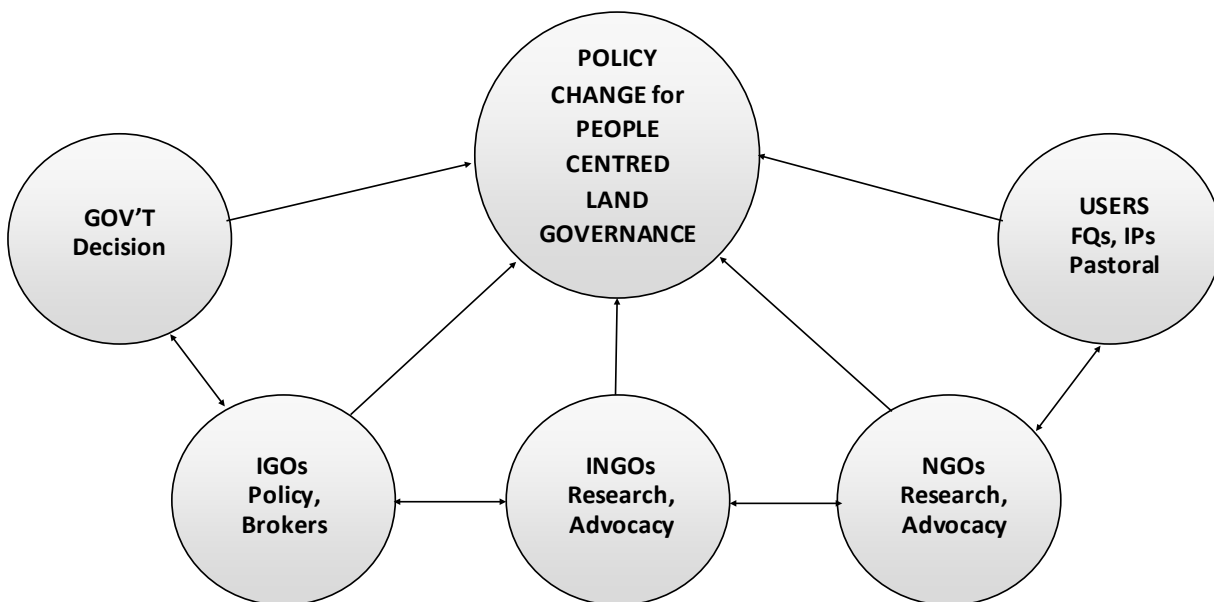 POLICY
CHANGE for
PEOPLE
CENTRED
LAND
GOVERNANCE
GOV’T
Decision
USERS
FQs, IPs
Pastoral
IGOs
Policy,
Brokers
INGOs
Research,
Advocacy
NGOs
Research,
Advocacy